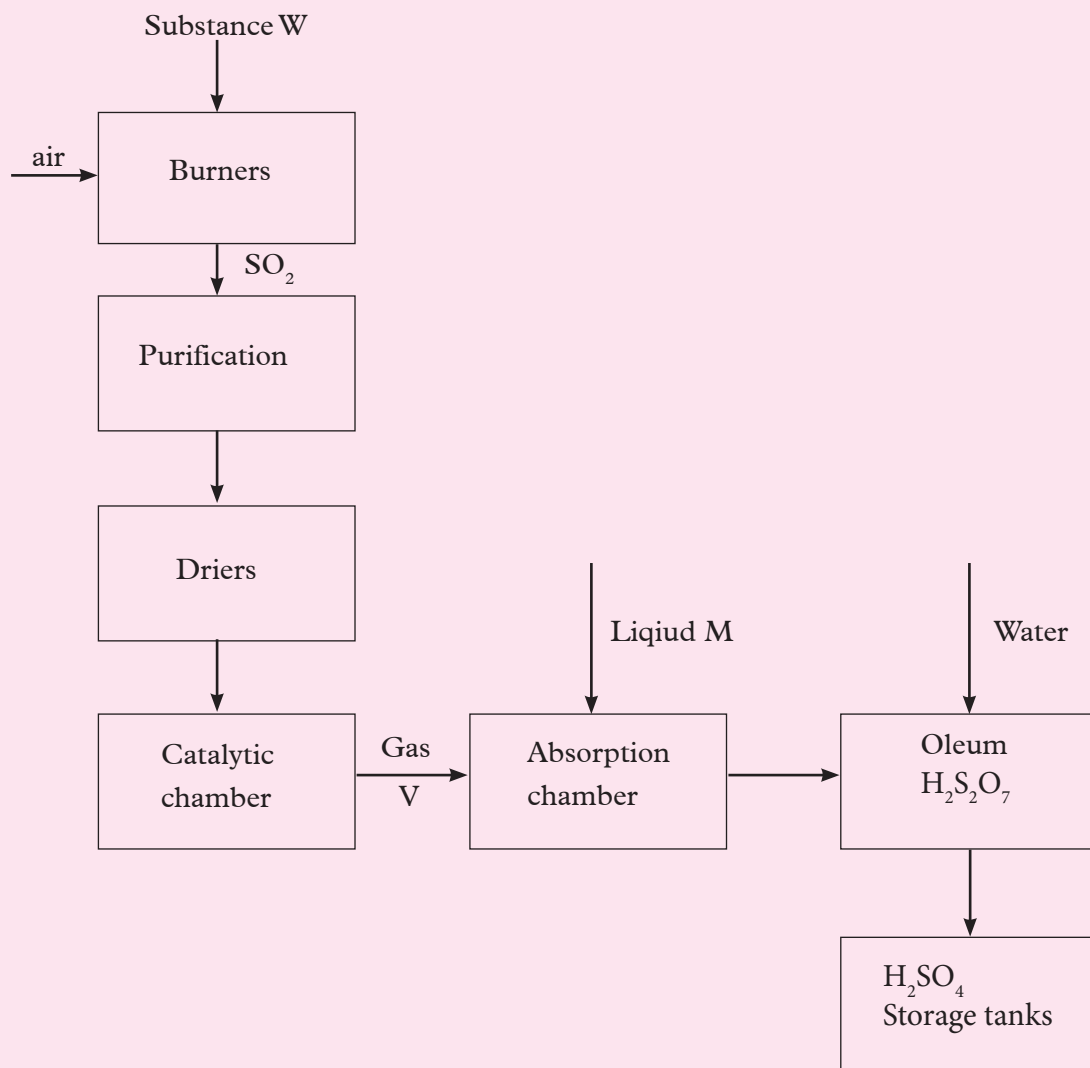 Substance W
air
Burners
SO₂
Purification
Driers
Liqiud M
Water
Catalytic
chamber
Gas
V
Absorption
chamber
Oleum
H₂S₂O₇
H₂SO₄
Storage tanks